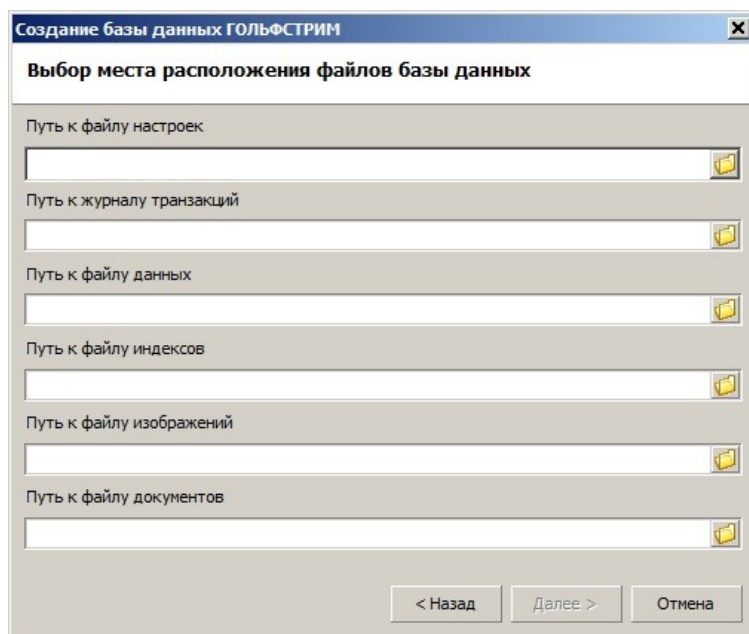 Создание базы данных ГОЛЬФСТРИМ
Выбор места расположения файлов базы данных
Путь к файлу настроек
Путь к журналу транзакций
Путь к файлу данных
Путь к файлу индексов
Путь к файлу изображений
Путь к файлу документов
< Назад
Далее >
Отмена